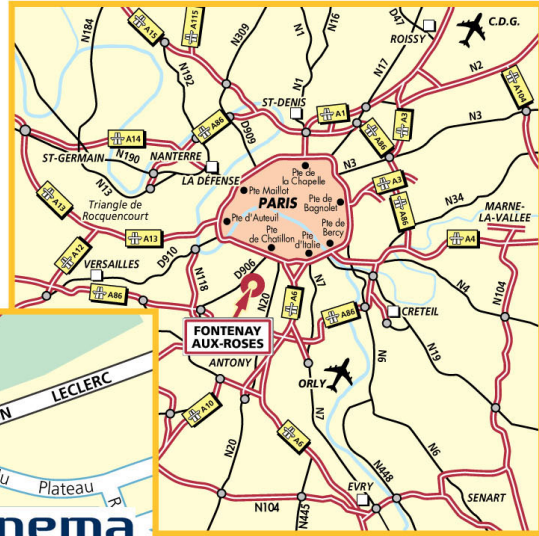 N184
A15
A115
N309
N1
N16
D47
ROISSY
C.D.G.
N192
N1
N17
N2
ST-DENIS
A104
A86
D909
A1
A3
A14
A86
N3
ST-GERMAIN
N190
NANTERRE
N13
LA DÉFENSE
Pte de
la Chapelle
N3
A3
Triangle de
Rocquencourt
Pte Maillot
PARIS
Pte de
Bagnolet
N34
MARNE-
LA-VALLEE
A13
Pte d'Auteuil
A86
A12
A13
D910
Pte
de Chatillon
Pte
d'Italie
Pte de
Bercy
A4
VERSAILLES
N118
D906
N20
N7
N4
N104
A86
A6
A86
CRETEIL
FONTENAY
AUX-ROSES
N19
ANTONY
N6
ORLY
N LECLERC
A10
N7
N20
A6
N6
u Plateau
R
N448
EVRY
SENART
N104
N445
nema